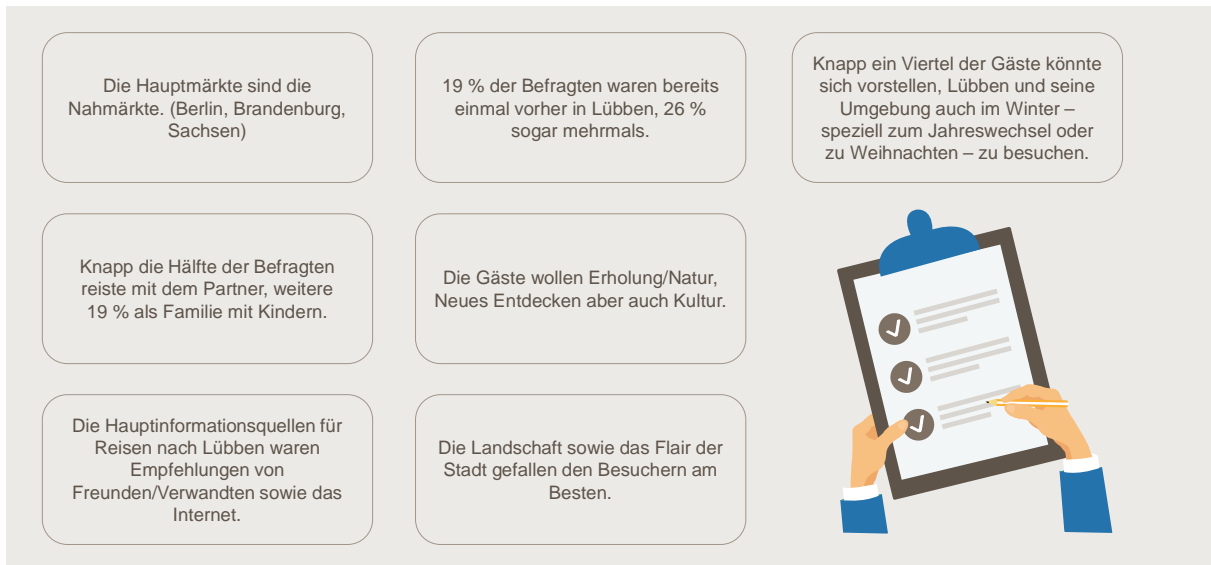 Die Hauptmärkte sind die
Nahmärkte. (Berlin, Brandenburg,
Sachsen)
19 % der Befragten waren bereits
einmal vorher in Lübben, 26 %
sogar mehrmals.
Knapp ein Viertel der Gäste könnte
sich vorstellen, Lübben und seine
Umgebung auch im Winter –
speziell zum Jahreswechsel oder
zu Weihnachten – zu besuchen.
Knapp die Hälfte der Befragten
reiste mit dem Partner, weitere
19 % als Familie mit Kindern.
Die Gäste wollen Erholung/Natur,
Neues Entdecken aber auch Kultur.
Die Hauptinformationsquellen für
Reisen nach Lübben waren
Empfehlungen von
Freunden/Verwandten sowie das
Internet.
Die Landschaft sowie das Flair der
Stadt gefallen den Besuchern am
Besten.